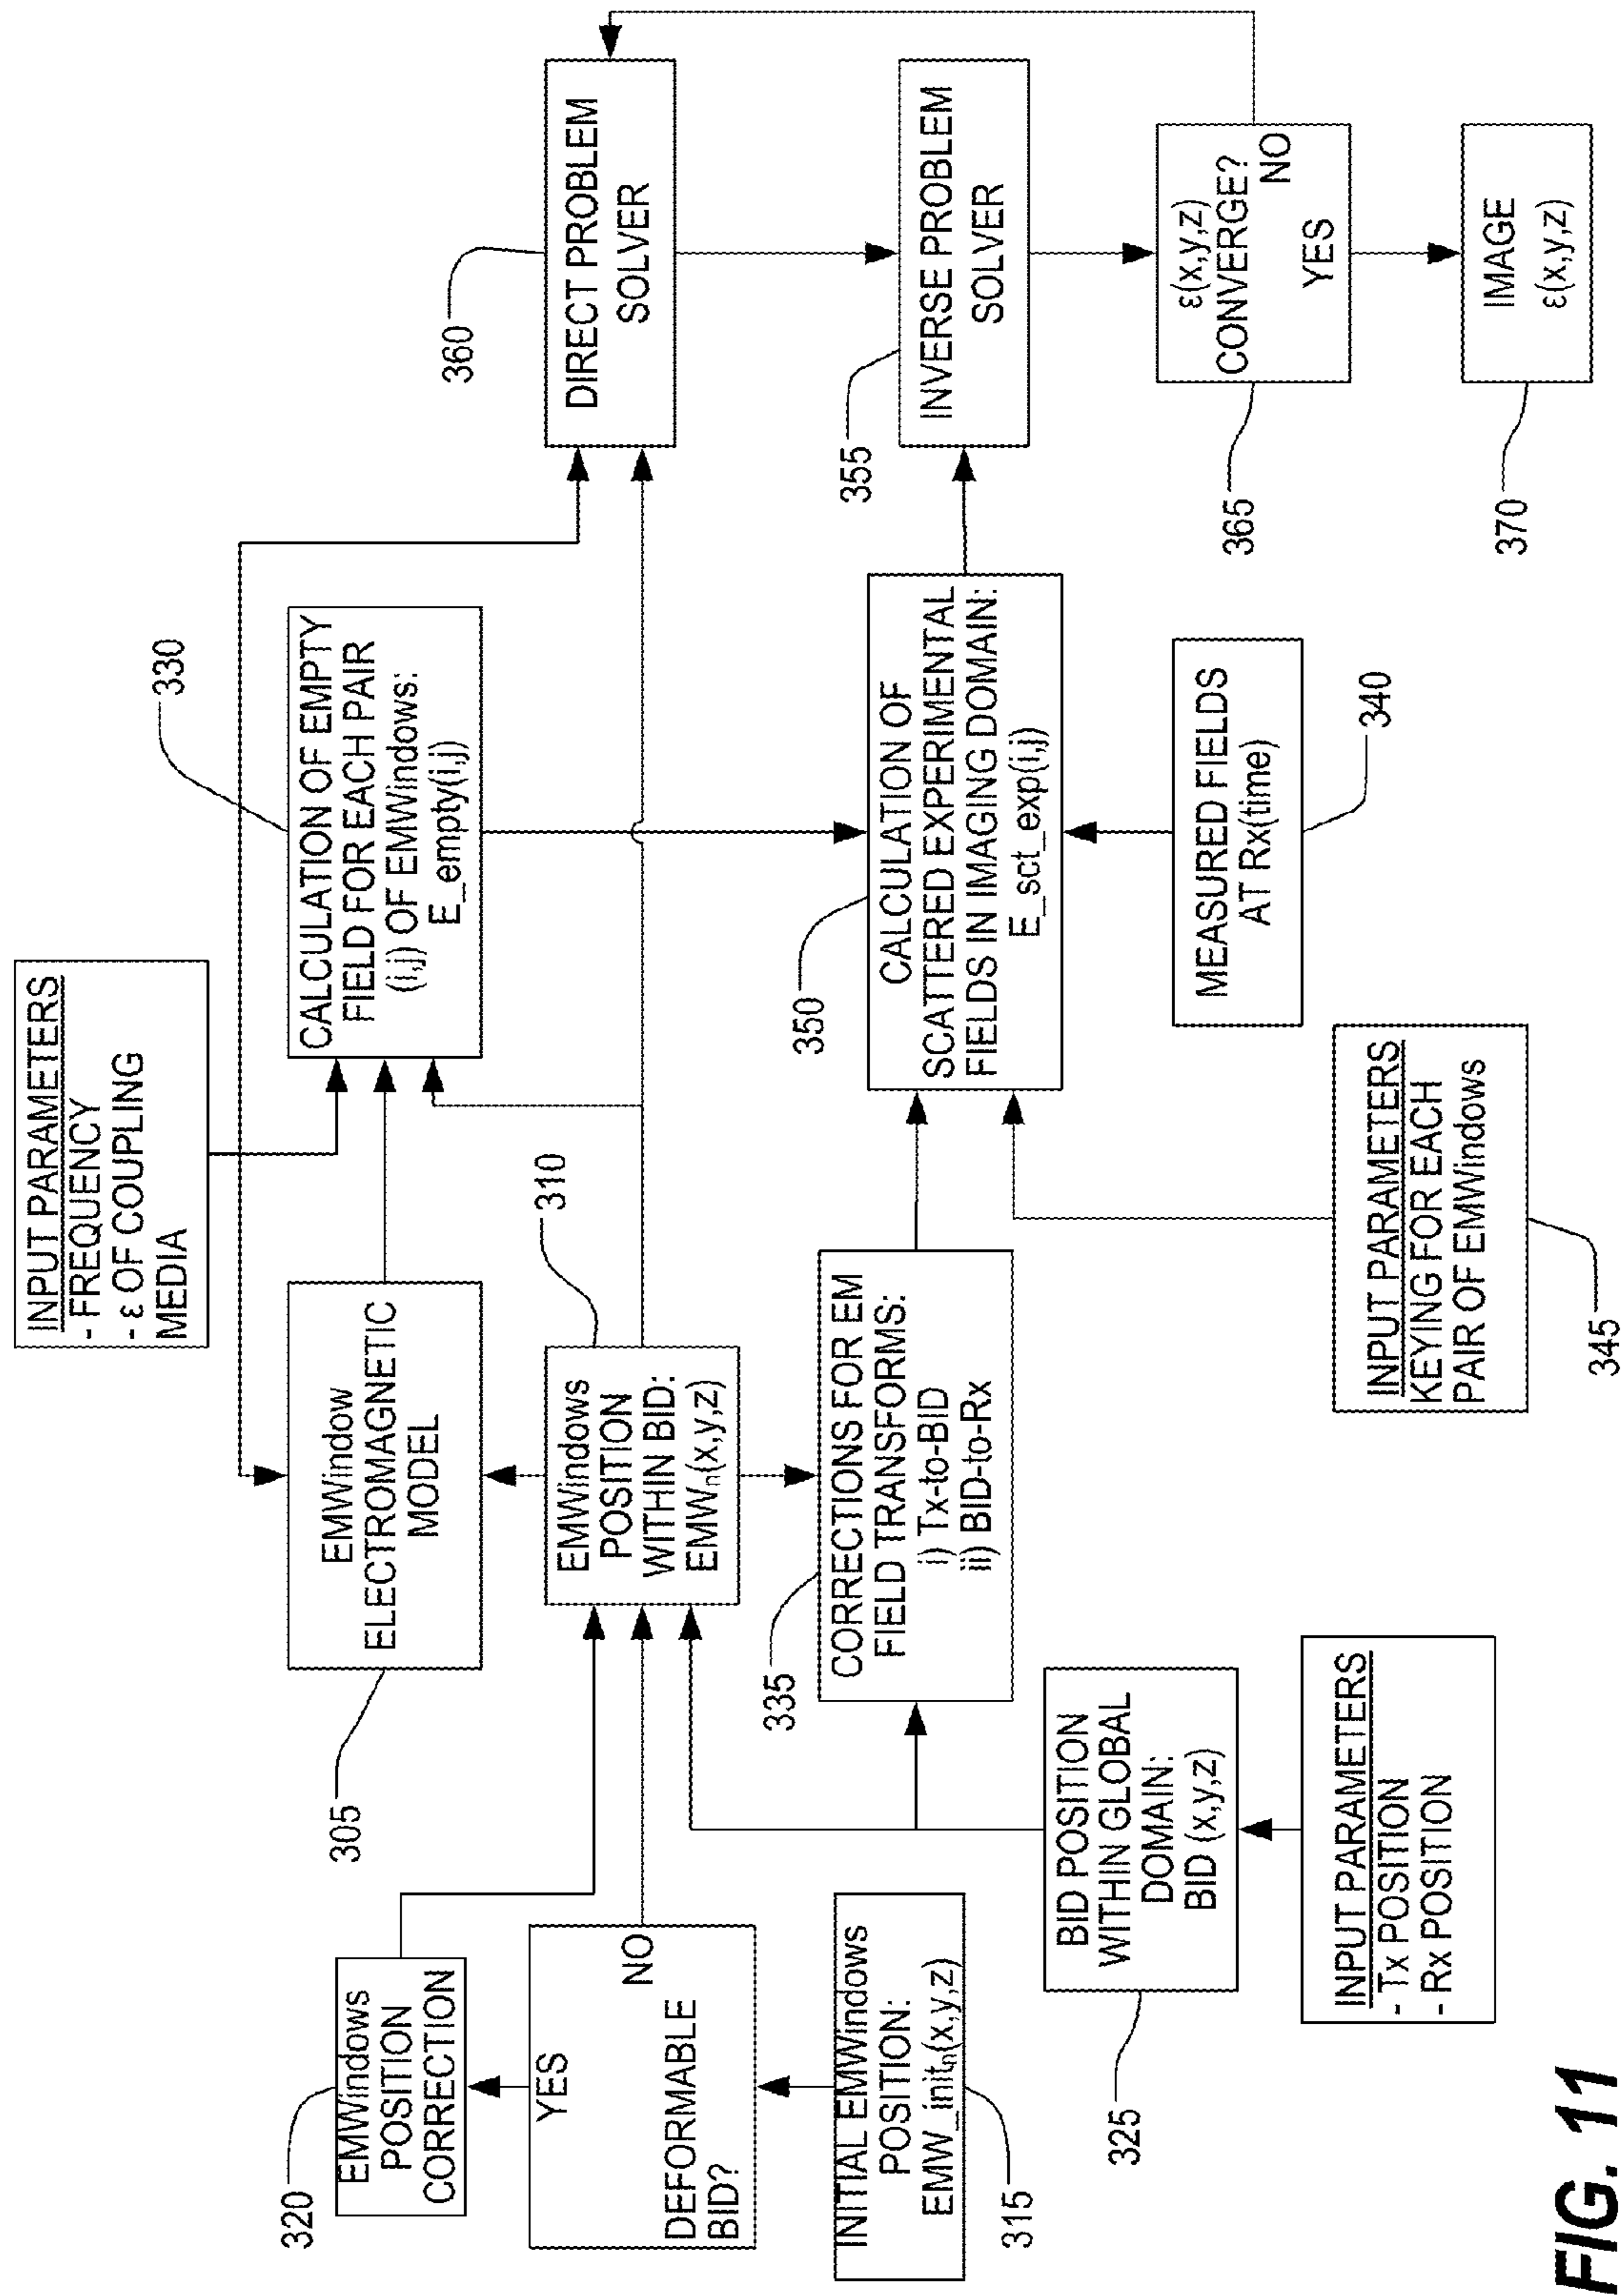 320
EMWindows
POSITION
CORRECTION
YES
NO
DEFORMABLE
BID?
INITIAL EMWindows
POSITION:
EMW_initₙ(x,y,z)
315
305
EMWindow
ELECTROMAGNETIC
MODEL
310
EMWindows
POSITION
WITHIN BID:
EMWₙ(x,y,z)
335
CORRECTIONS FOR EM
FIELD TRANSFORMS:
i) Tx-to-BID
ii) BID-to-Rx
325
BID POSITION
WITHIN GLOBAL
DOMAIN:
BID (x,y,z)
INPUT PARAMETERS
- Tx POSITION
- Rx POSITION
INPUT PARAMETERS
- FREQUENCY
- ε OF COUPLING
MEDIA
330
CALCULATION OF EMPTY
FIELD FOR EACH PAIR
(i,j) OF EMWindows:
E_empty(i,j)
350
CALCULATION OF
SCATTERED EXPERIMENTAL
FIELDS IN IMAGING DOMAIN:
E_sct_exp(i,j)
MEASURED FIELDS
AT Rx(time)
340
INPUT PARAMETERS
KEYING FOR EACH
PAIR OF EMWindows
345
360
DIRECT PROBLEM
SOLVER
355
INVERSE PROBLEM
SOLVER
365
ε(x,y,z)
CONVERGE?
NO
YES
370
IMAGE
ε(x,y,z)
FIG. 11